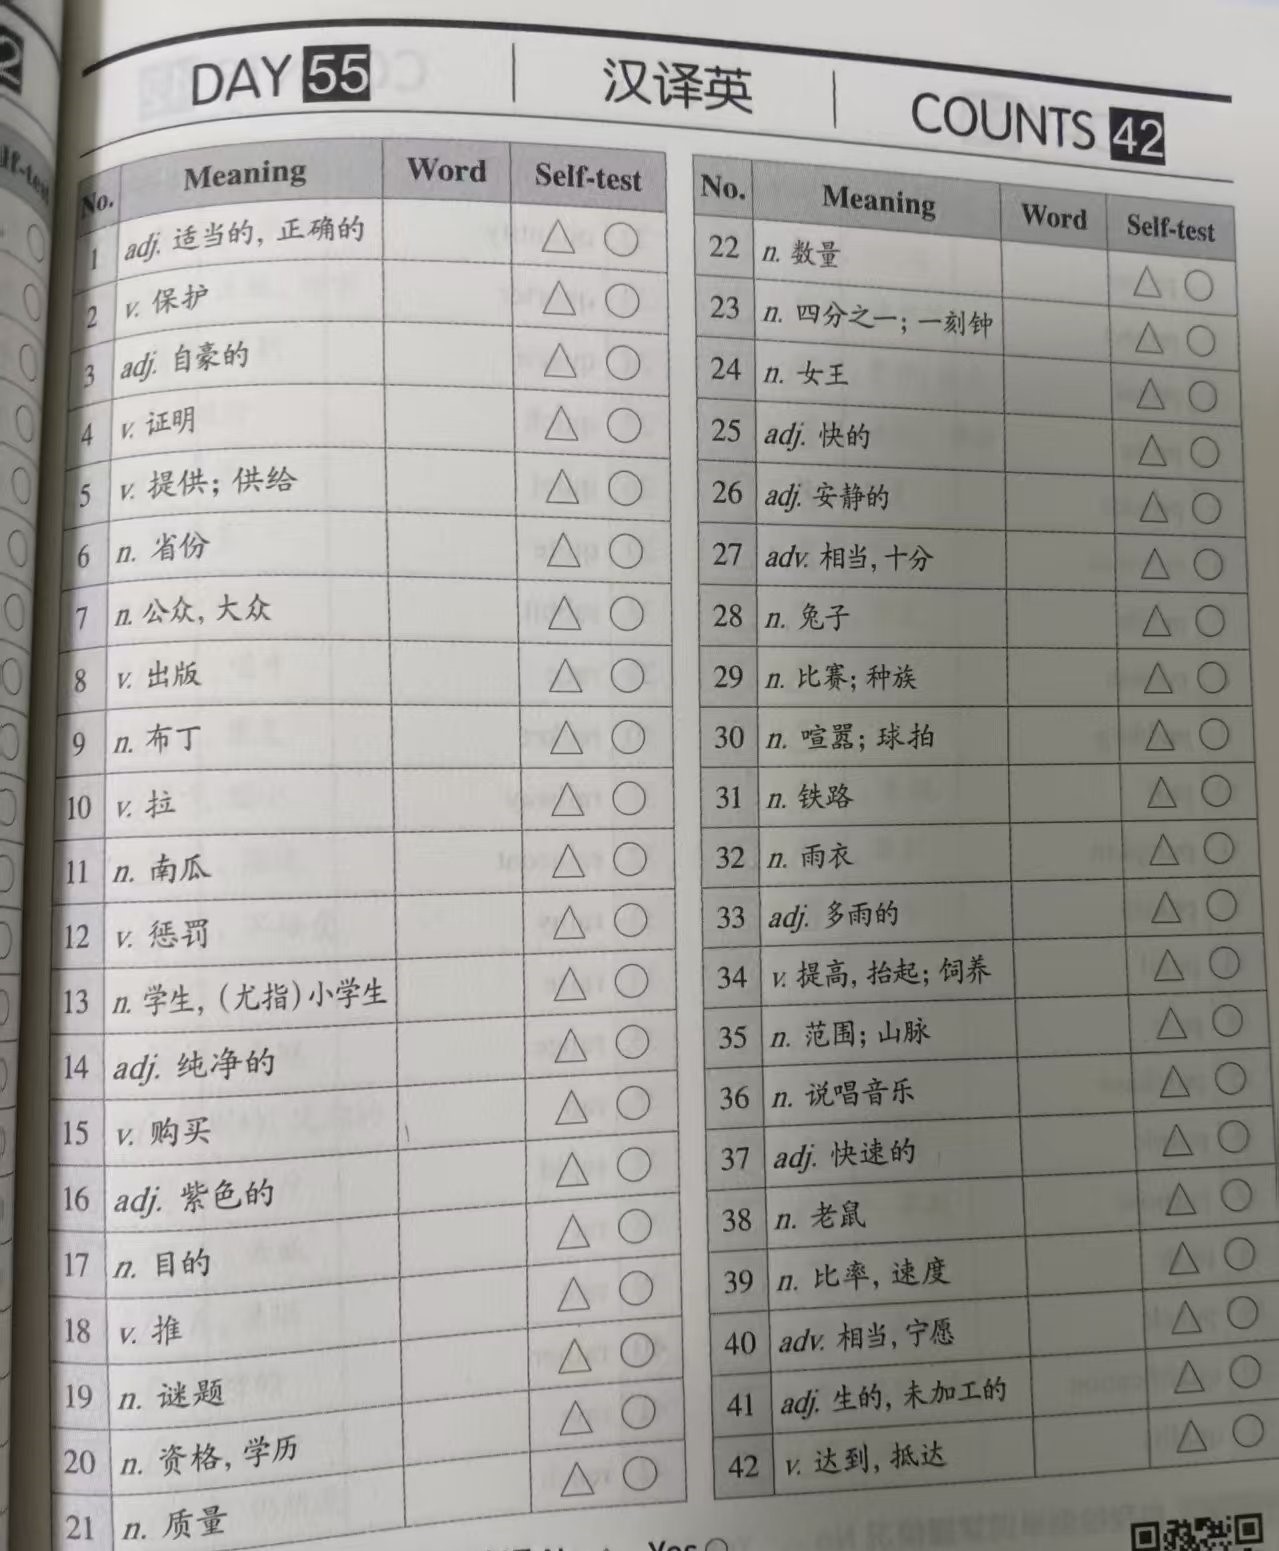 DAY 55 汉译英 COUNTS 42
No. Meaning Word Self-test
1 adj. 适当的, 正确的 △ ○
2 v. 保护 △ ○
3 adj. 自豪的 △ ○
4 v. 证明 △ ○
5 v. 提供; 供给 △ ○
6 n. 省份 △ ○
7 n. 公众, 大众 △ ○
8 v. 出版 △ ○
9 n. 布丁 △ ○
10 v. 拉 △ ○
11 n. 南瓜 △ ○
12 v. 惩罚 △ ○
13 n. 学生, (尤指)小学生 △ ○
14 adj. 纯净的 △ ○
15 v. 购买 △ ○
16 adj. 紫色的 △ ○
17 n. 目的 △ ○
18 v. 推 △ ○
19 n. 谜题 △ ○
20 n. 资格, 学历 △ ○
21 n. 质量 △ ○
No. Meaning Word Self-test
22 n. 数量 △ ○
23 n. 四分之一; 一刻钟 △ ○
24 n. 女王 △ ○
25 adj. 快的 △ ○
26 adj. 安静的 △ ○
27 adv. 相当, 十分 △ ○
28 n. 兔子 △ ○
29 n. 比赛; 种族 △ ○
30 n. 喧嚣; 球拍 △ ○
31 n. 铁路 △ ○
32 n. 雨衣 △ ○
33 adj. 多雨的 △ ○
34 v. 提高, 抬起; 饲养 △ ○
35 n. 范围; 山脉 △ ○
36 n. 说唱音乐 △ ○
37 adj. 快速的 △ ○
38 n. 老鼠 △ ○
39 n. 比率, 速度 △ ○
40 adv. 相当, 宁愿 △ ○
41 adj. 生的, 未加工的 △ ○
42 v. 达到, 抵达 △ ○
Yes ○